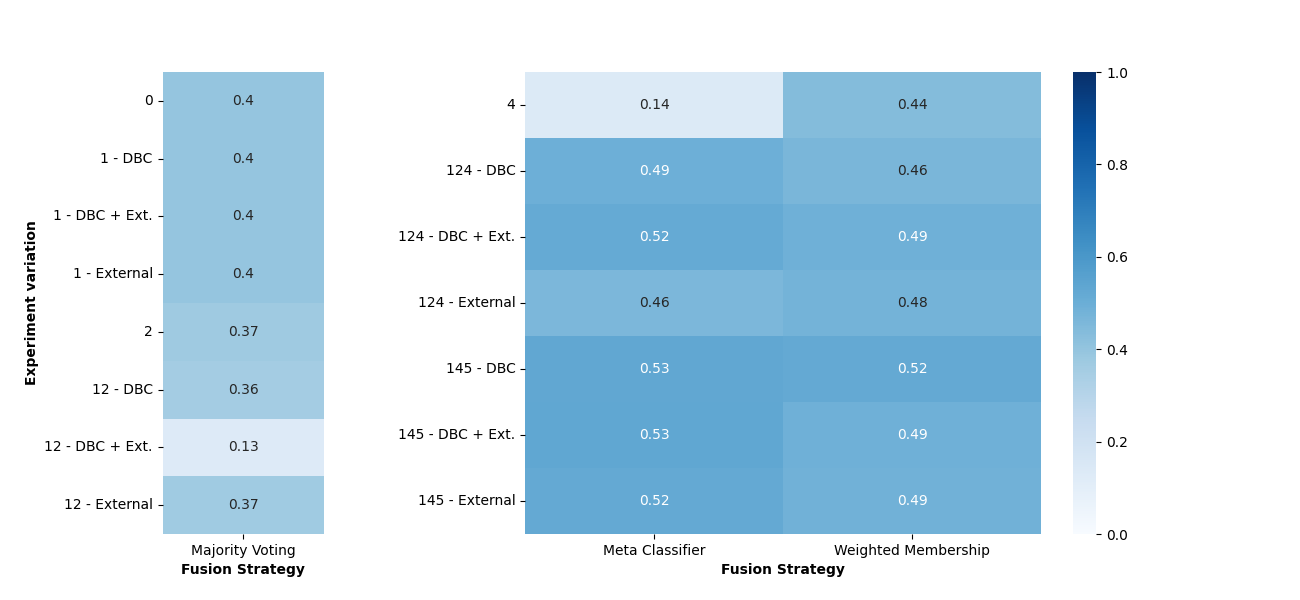 Experiment variation
0 0.4
1 - DBC 0.4
1 - DBC + Ext. 0.4
1 - External 0.4
2 0.37
12 - DBC 0.36
12 - DBC + Ext. 0.13
12 - External 0.37
Majority Voting
Fusion Strategy
4 0.14 0.44
124 - DBC 0.49 0.46
124 - DBC + Ext. 0.52 0.49
124 - External 0.46 0.48
145 - DBC 0.53 0.52
145 - DBC + Ext. 0.53 0.49
145 - External 0.52 0.49
Meta Classifier Weighted Membership
Fusion Strategy
1.0
0.8
0.6
0.4
0.2
0.0